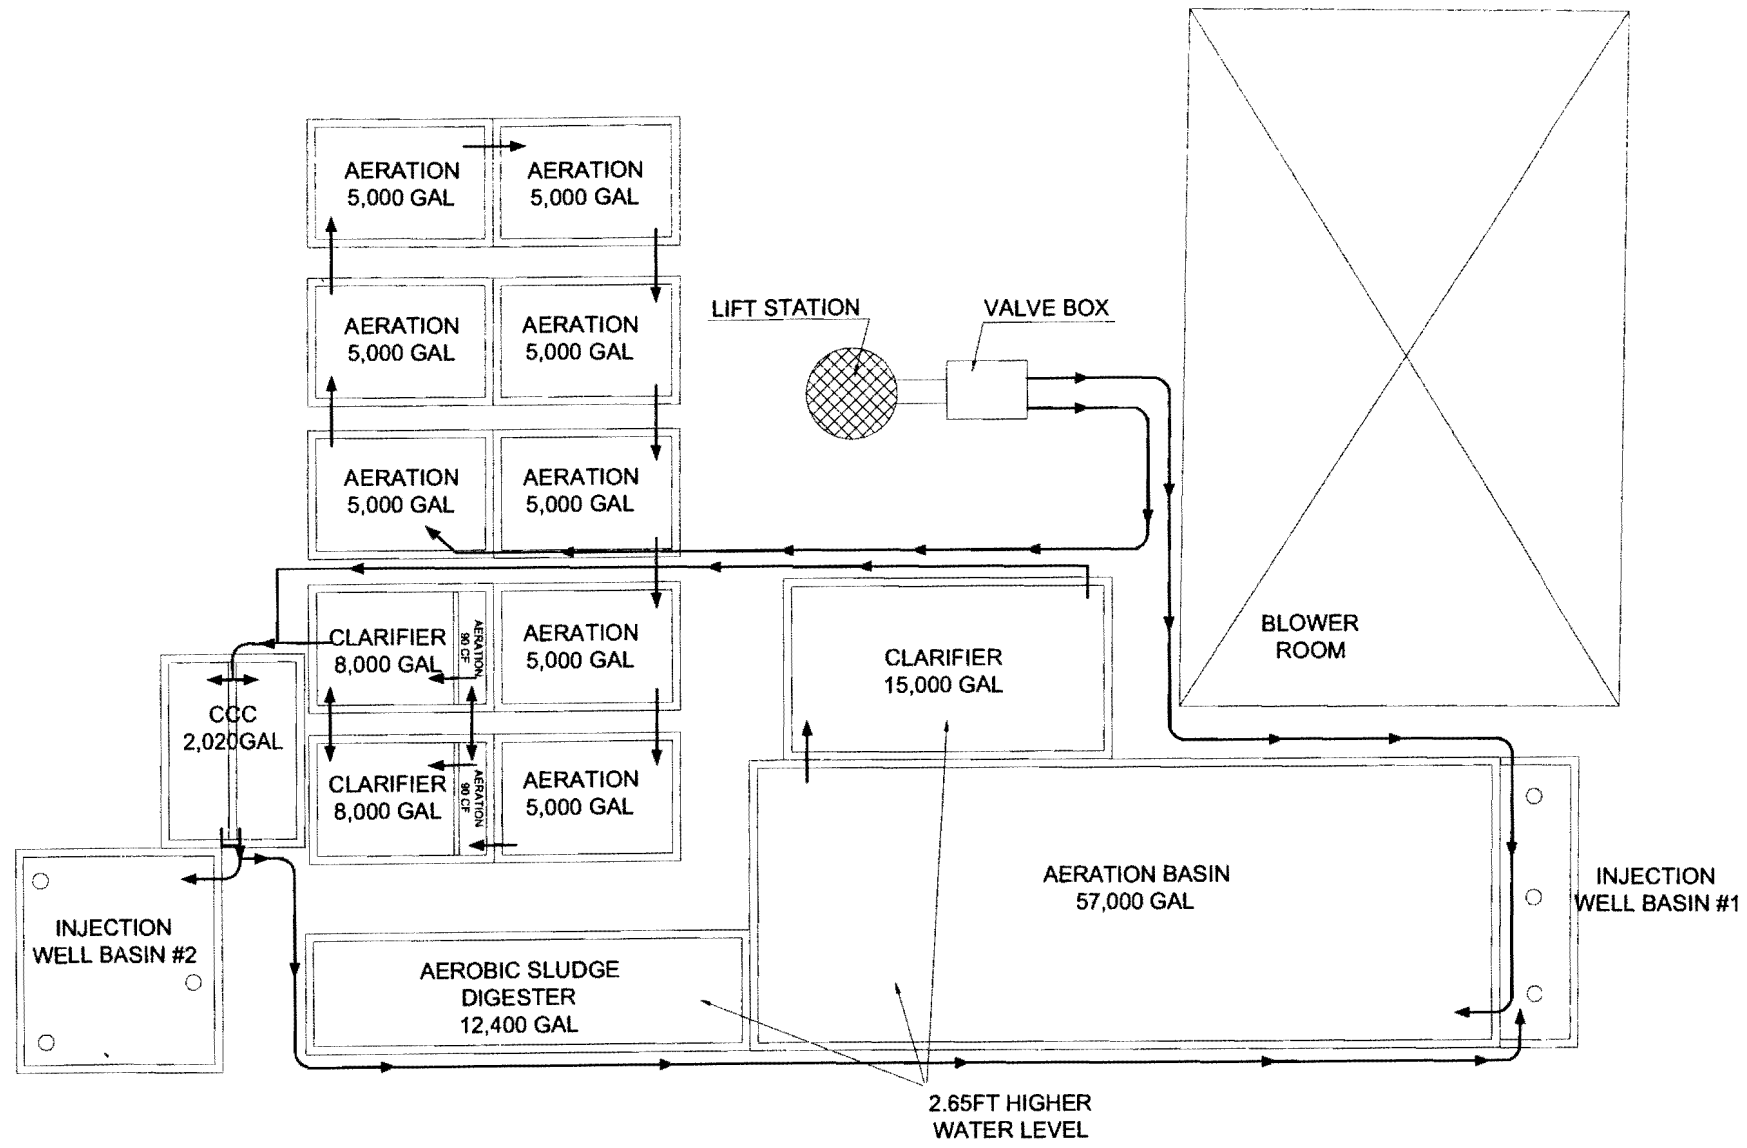 AERATION
5,000 GAL
AERATION
5,000 GAL
AERATION
5,000 GAL
AERATION
5,000 GAL
LIFT STATION
VALVE BOX
AERATION
5,000 GAL
AERATION
5,000 GAL
CLARIFIER
8,000 GAL
AERATION
90 CF
AERATION
5,000 GAL
CLARIFIER
15,000 GAL
BLOWER
ROOM
CCC
2,020GAL
CLARIFIER
8,000 GAL
AERATION
90 CF
AERATION
5,000 GAL
AERATION BASIN
57,000 GAL
INJECTION
WELL BASIN #1
INJECTION
WELL BASIN #2
AEROBIC SLUDGE
DIGESTER
12,400 GAL
2.65FT HIGHER
WATER LEVEL